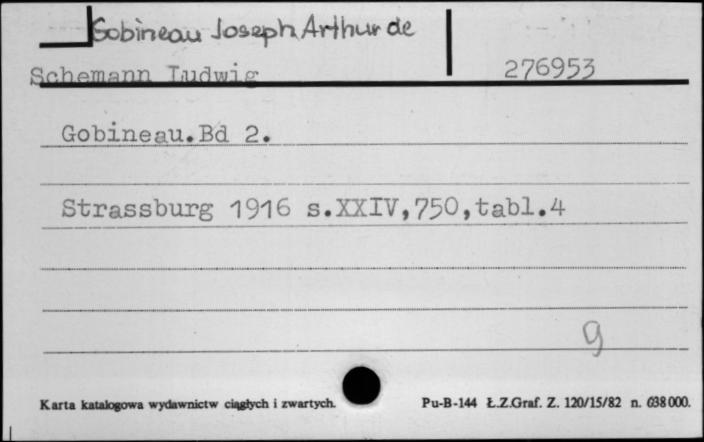 Gobineau Joseph Arthur de
Schemann Ludwig 276953
Gobineau.Bd 2.
Strassburg 1916 s.XXIV,750,tabl.4
g
Karta katalogowa wydawnictw ciągłych i zwartych. Pu-B-144 Ł.Z.Graf. Z. 120/15/82 n. 638000.